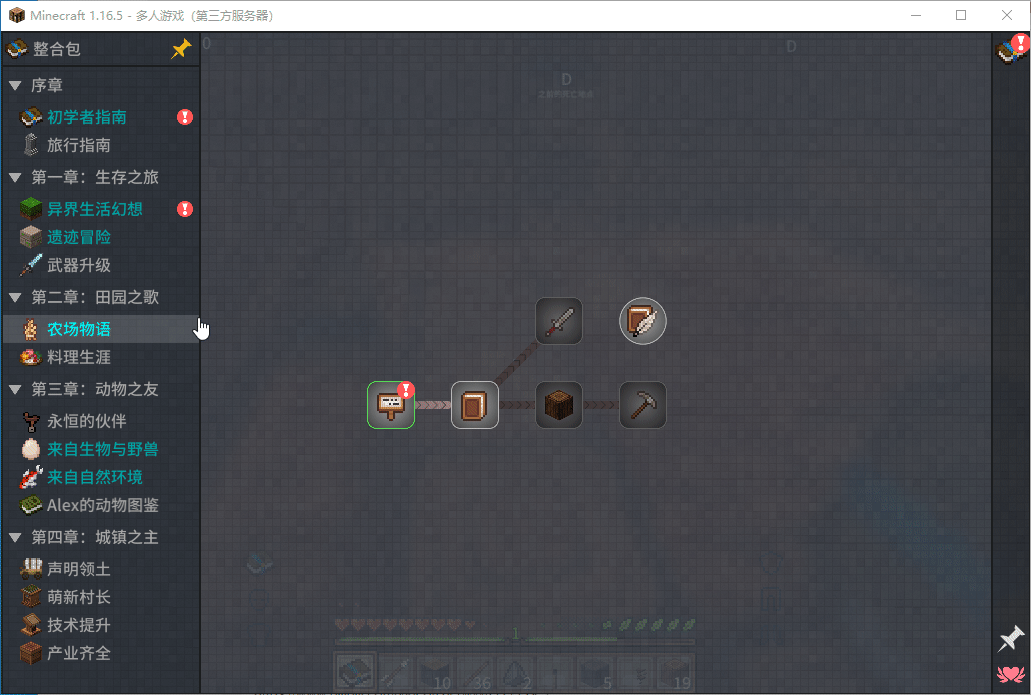 Minecraft 1.16.5 - 多人游戏（第三方服务器）
整合包
0
D
D
序章
初学者指南
旅行指南
第一章：生存之旅
异界生活幻想
遗迹冒险
武器升级
第二章：田园之歌
农场物语
料理生涯
第三章：动物之友
永恒的伙伴
来自生物与野兽
来自自然环境
Alex的动物图鉴
第四章：城镇之主
声明领土
萌新村长
技术提升
产业齐全
1
10
36
2
5
19